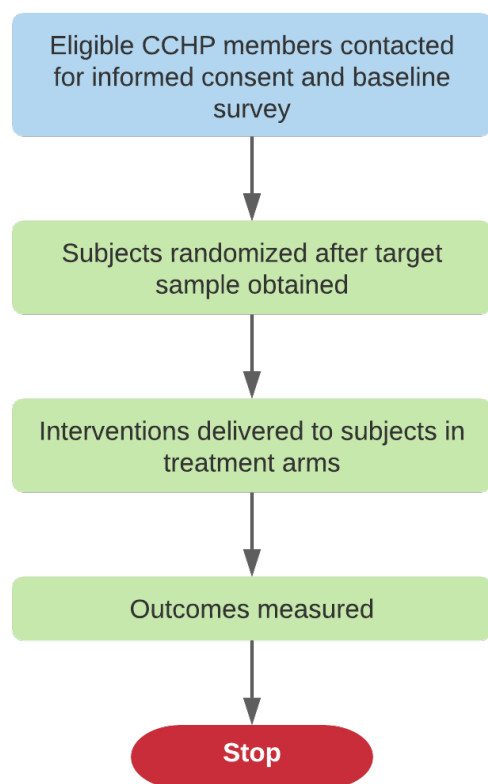 Eligible CCHP members contacted
for informed consent and baseline
survey
Subjects randomized after target
sample obtained
Interventions delivered to subjects in
treatment arms
Outcomes measured
Stop